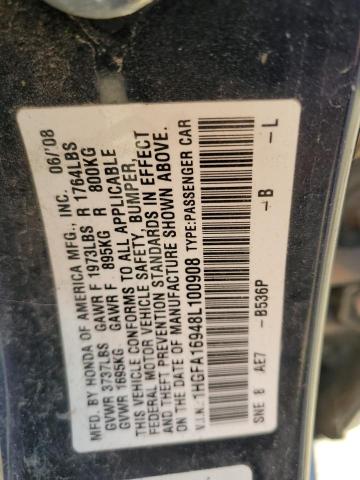 MFD. BY HONDA OF AMERICA MFG., INC. 06/'08
GVWR 3737LBS GAWR F 1973LBS R 1764LBS
GVWR 1695KG GAWR F 895KG R 800KG
THIS VEHICLE CONFORMS TO ALL APPLICABLE
FEDERAL MOTOR VEHICLE SAFETY, BUMPER,
AND THEFT PREVENTION STANDARDS IN EFFECT
ON THE DATE OF MANUFACTURE SHOWN ABOVE.
V.I.N.:1HGFA16948L100908 TYPE:PASSENGER CAR
SNE 8 AE7 -B536P -B -L